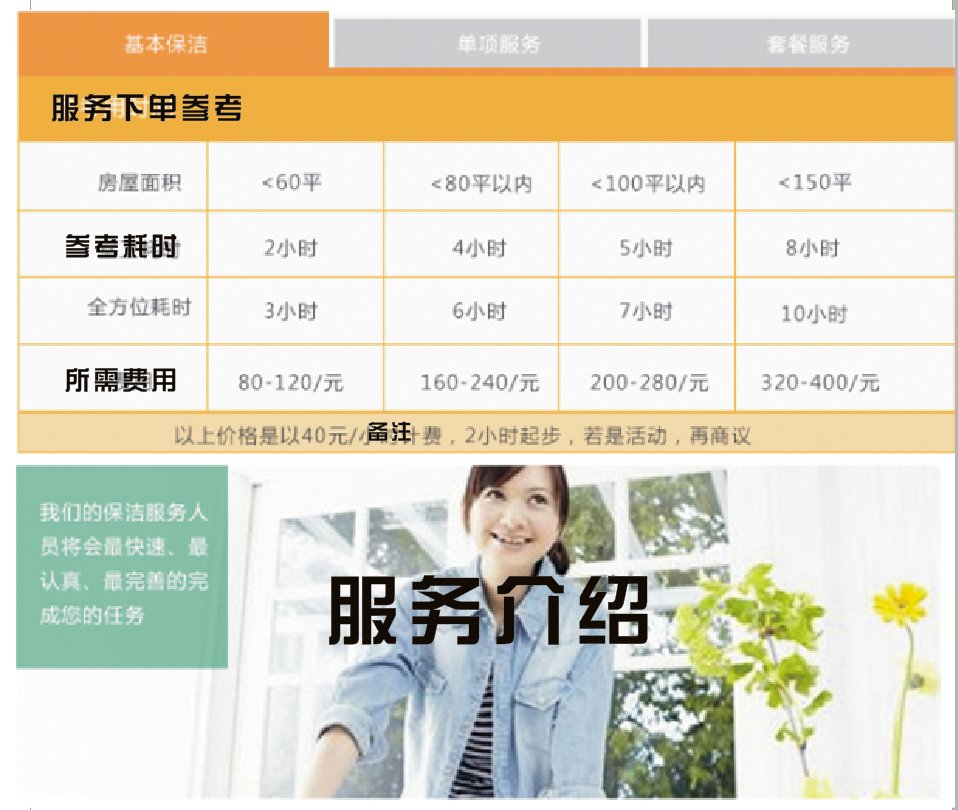 基本保洁 单项服务 套餐服务
服务下单参考
房屋面积 <60平 <80平以内 <100平以内 <150平
参考耗时 2小时 4小时 5小时 8小时
全方位耗时 3小时 6小时 7小时 10小时
所需费用 80-120/元 160-240/元 200-280/元 320-400/元
以上价格是以40元/小时计费，2小时起步，若是活动，再商议
备注
我们的保洁服务人
员将会最快速、最
认真、最完善的完
成您的任务
服务介绍